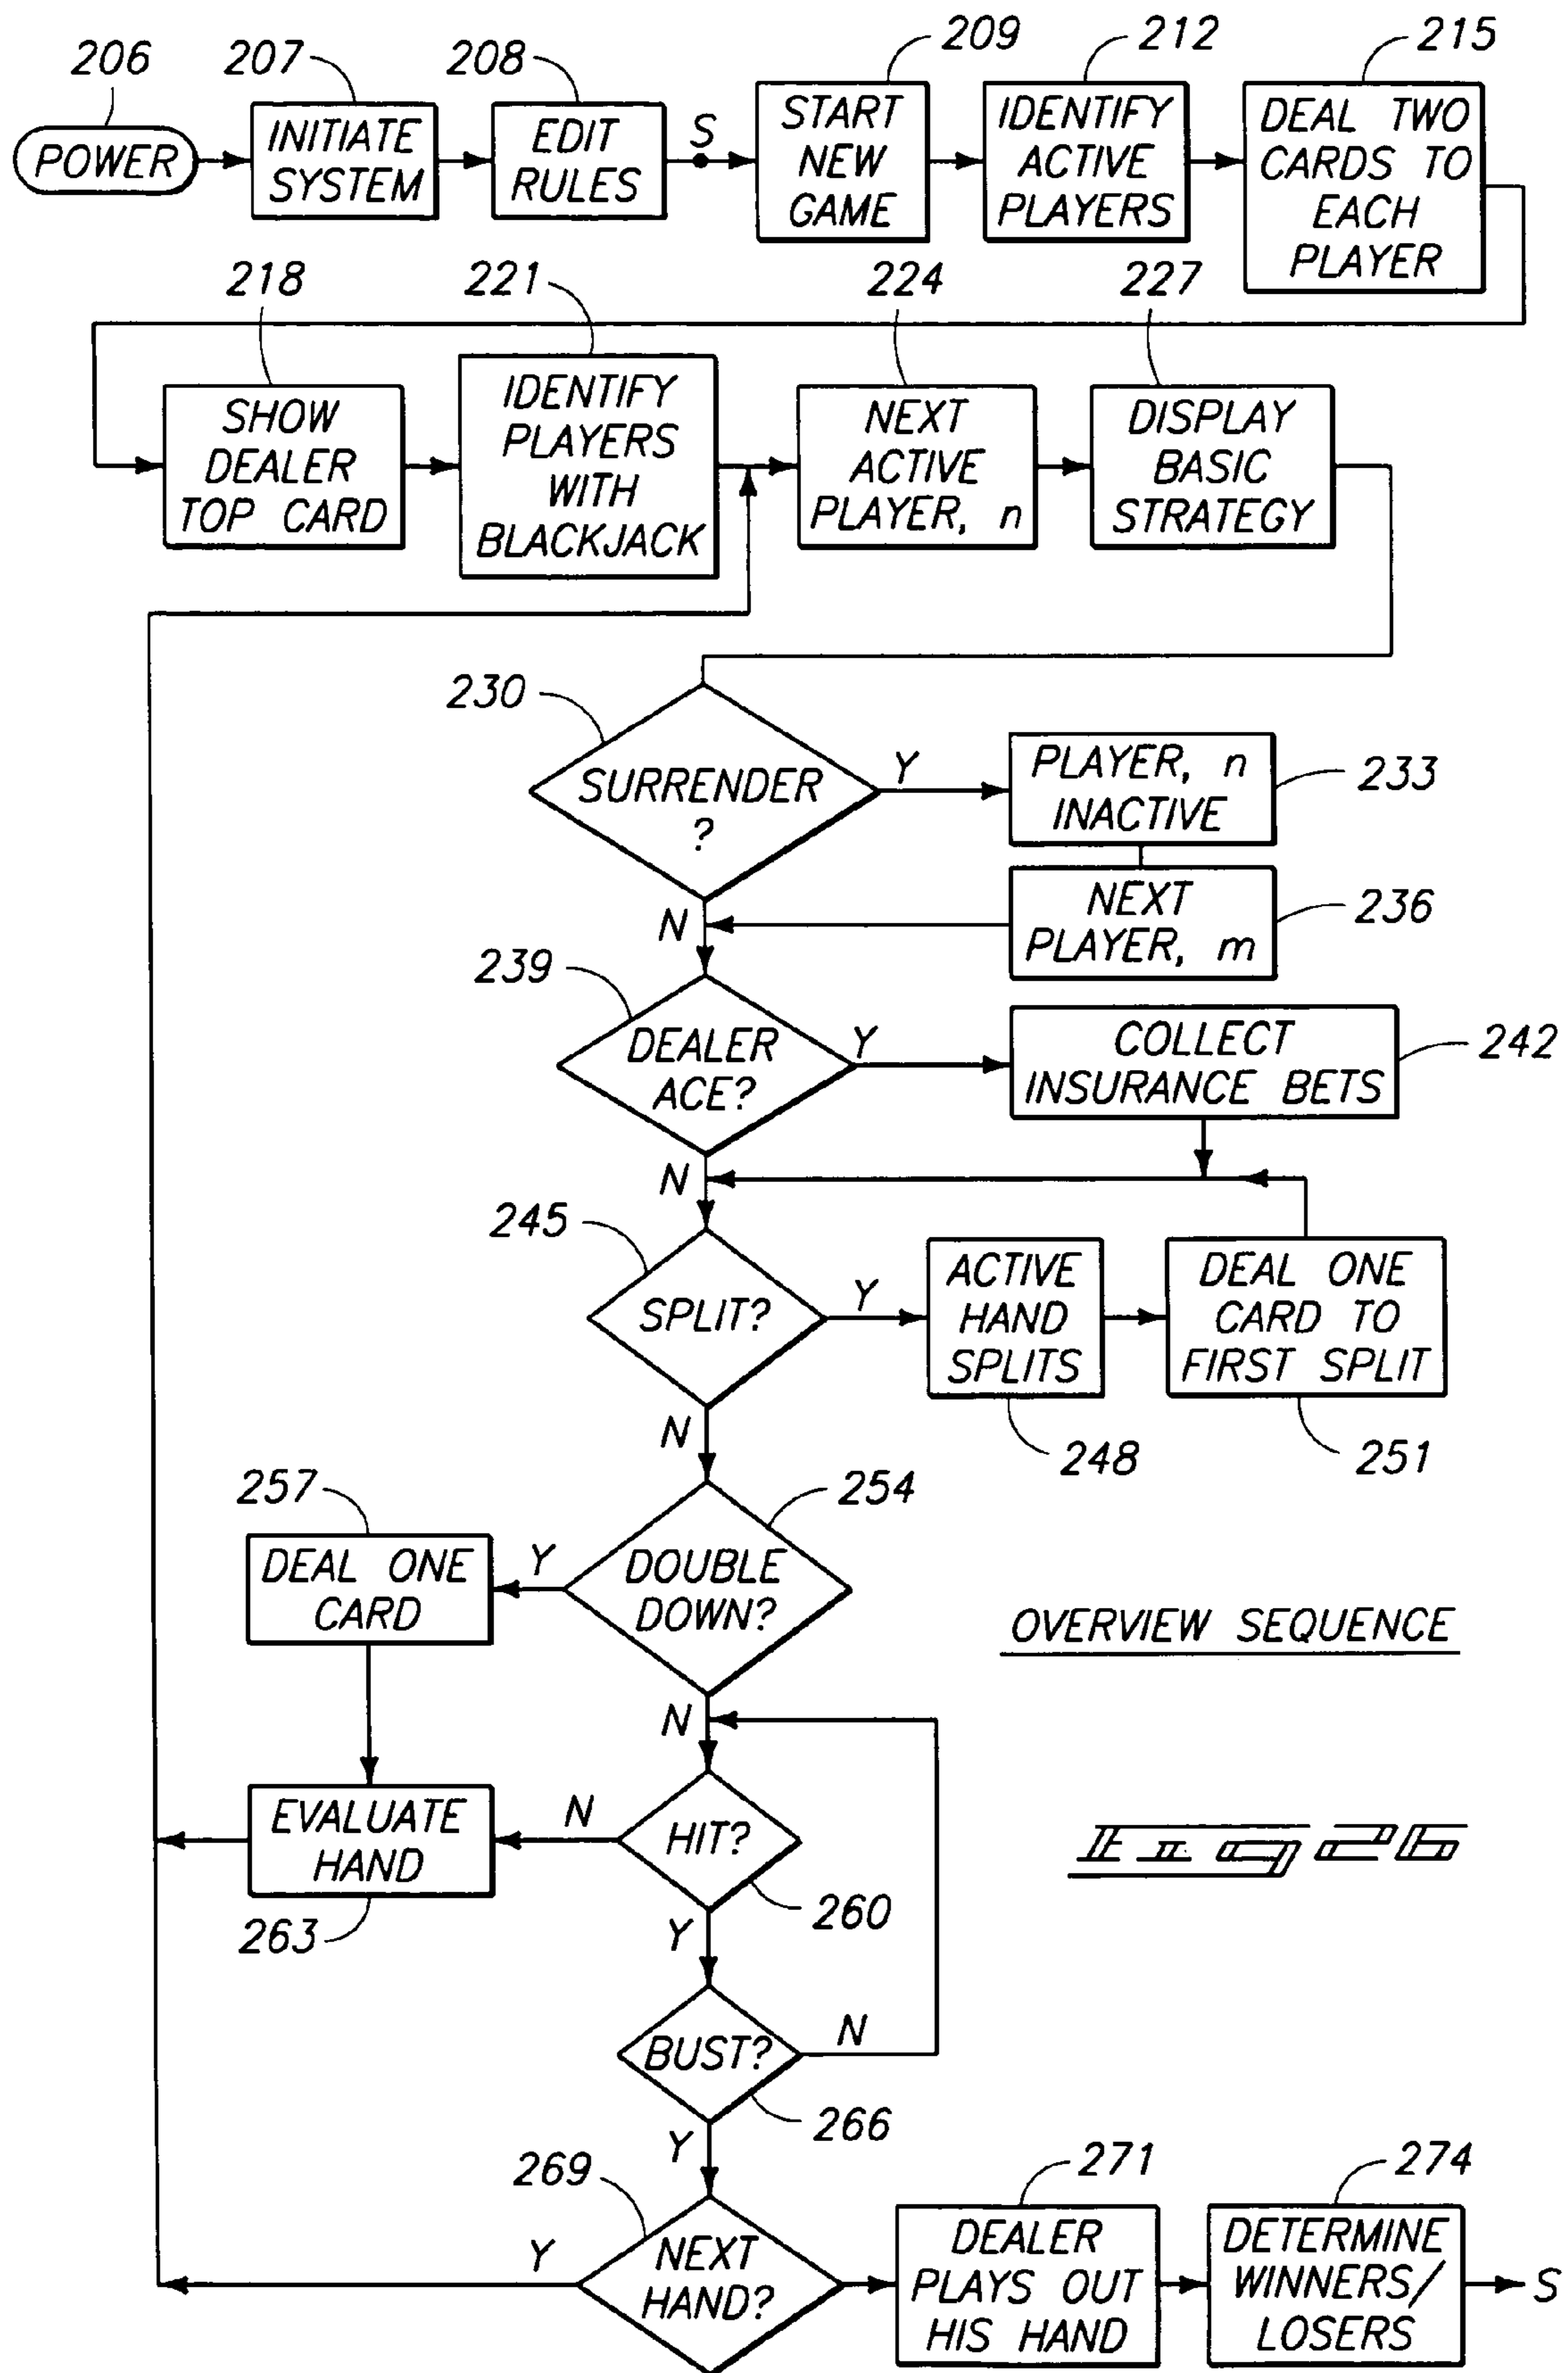 206
207
208
209
212
215
POWER
INITIATE
SYSTEM
EDIT
RULES
S
START
NEW
GAME
IDENTIFY
ACTIVE
PLAYERS
DEAL TWO
CARDS TO
EACH
PLAYER
218
221
224
227
SHOW
DEALER
TOP CARD
IDENTIFY
PLAYERS
WITH
BLACKJACK
NEXT
ACTIVE
PLAYER, n
DISPLAY
BASIC
STRATEGY
230
SURRENDER
?
Y
PLAYER, n
INACTIVE
233
N
NEXT
PLAYER, m
236
239
DEALER
ACE?
Y
COLLECT
INSURANCE BETS
242
N
245
SPLIT?
Y
ACTIVE
HAND
SPLITS
DEAL ONE
CARD TO
FIRST SPLIT
248
251
N
254
257
DOUBLE
DOWN?
Y
DEAL ONE
CARD
OVERVIEW SEQUENCE
N
HIT?
260
N
EVALUATE
HAND
263
Fig 26
Y
BUST?
N
266
Y
269
NEXT
HAND?
Y
271
DEALER
PLAYS OUT
HIS HAND
274
DETERMINE
WINNERS/
LOSERS
S